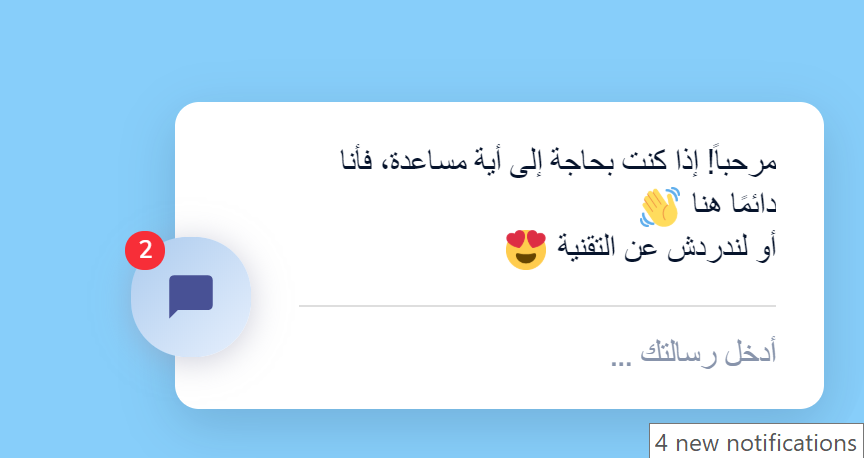 مرحباً! إذا كنت بحاجة إلى أية مساعدة، فأنا
دائمًا هنا 👋
أو لندردش عن التقنية 😍
2
أدخل رسالتك ...
4 new notifications